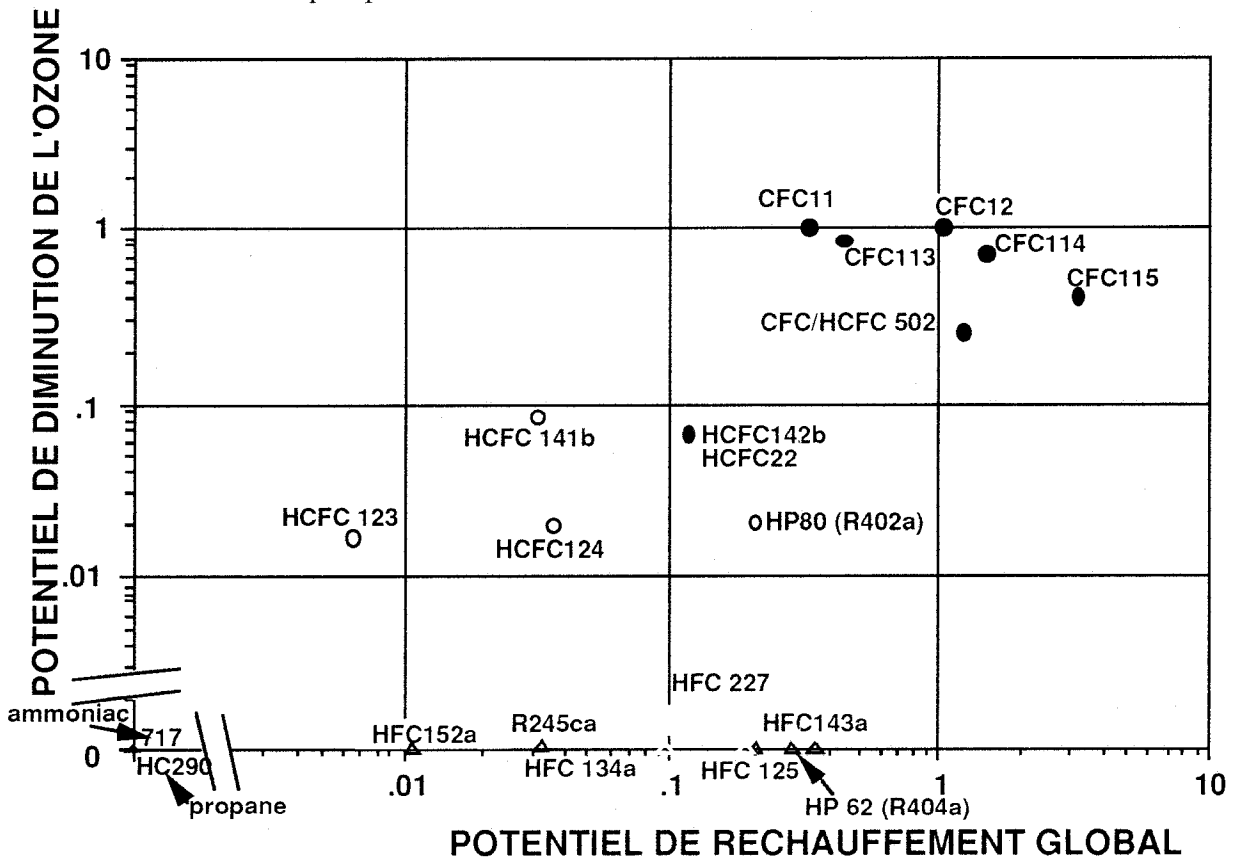 POTENTIEL DE DIMINUTION DE L'OZONE
10
CFC11
CFC12
1
CFC114
CFC113
CFC115
CFC/HCFC 502
.1
HCFC 141b
HCFC142b
HCFC22
HCFC 123
HP80 (R402a)
HCFC124
.01
HFC 227
ammoniac
717
HFC152a
R245ca
HFC143a
0
HC290
HFC 134a
HFC 125
propane
.01
.1
1
10
HP 62 (R404a)
POTENTIEL DE RECHAUFFEMENT GLOBAL